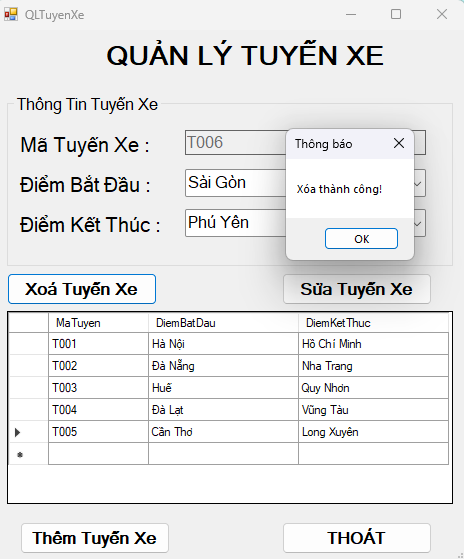 QLTuyenXe
QUẢN LÝ TUYẾN XE
Thông Tin Tuyến Xe
Mã Tuyến Xe : T006
Thông báo
Điểm Bắt Đầu : Sài Gòn
Xóa thành công!
Điểm Kết Thúc : Phú Yên
OK
Xoá Tuyến Xe Sửa Tuyến Xe
MaTuyen DiemBatDau DiemKetThuc
T001 Hà Nội Hồ Chí Minh
T002 Đà Nẵng Nha Trang
T003 Huế Quy Nhơn
T004 Đà Lạt Vũng Tàu
T005 Cần Thơ Long Xuyên
Thêm Tuyến Xe THOÁT